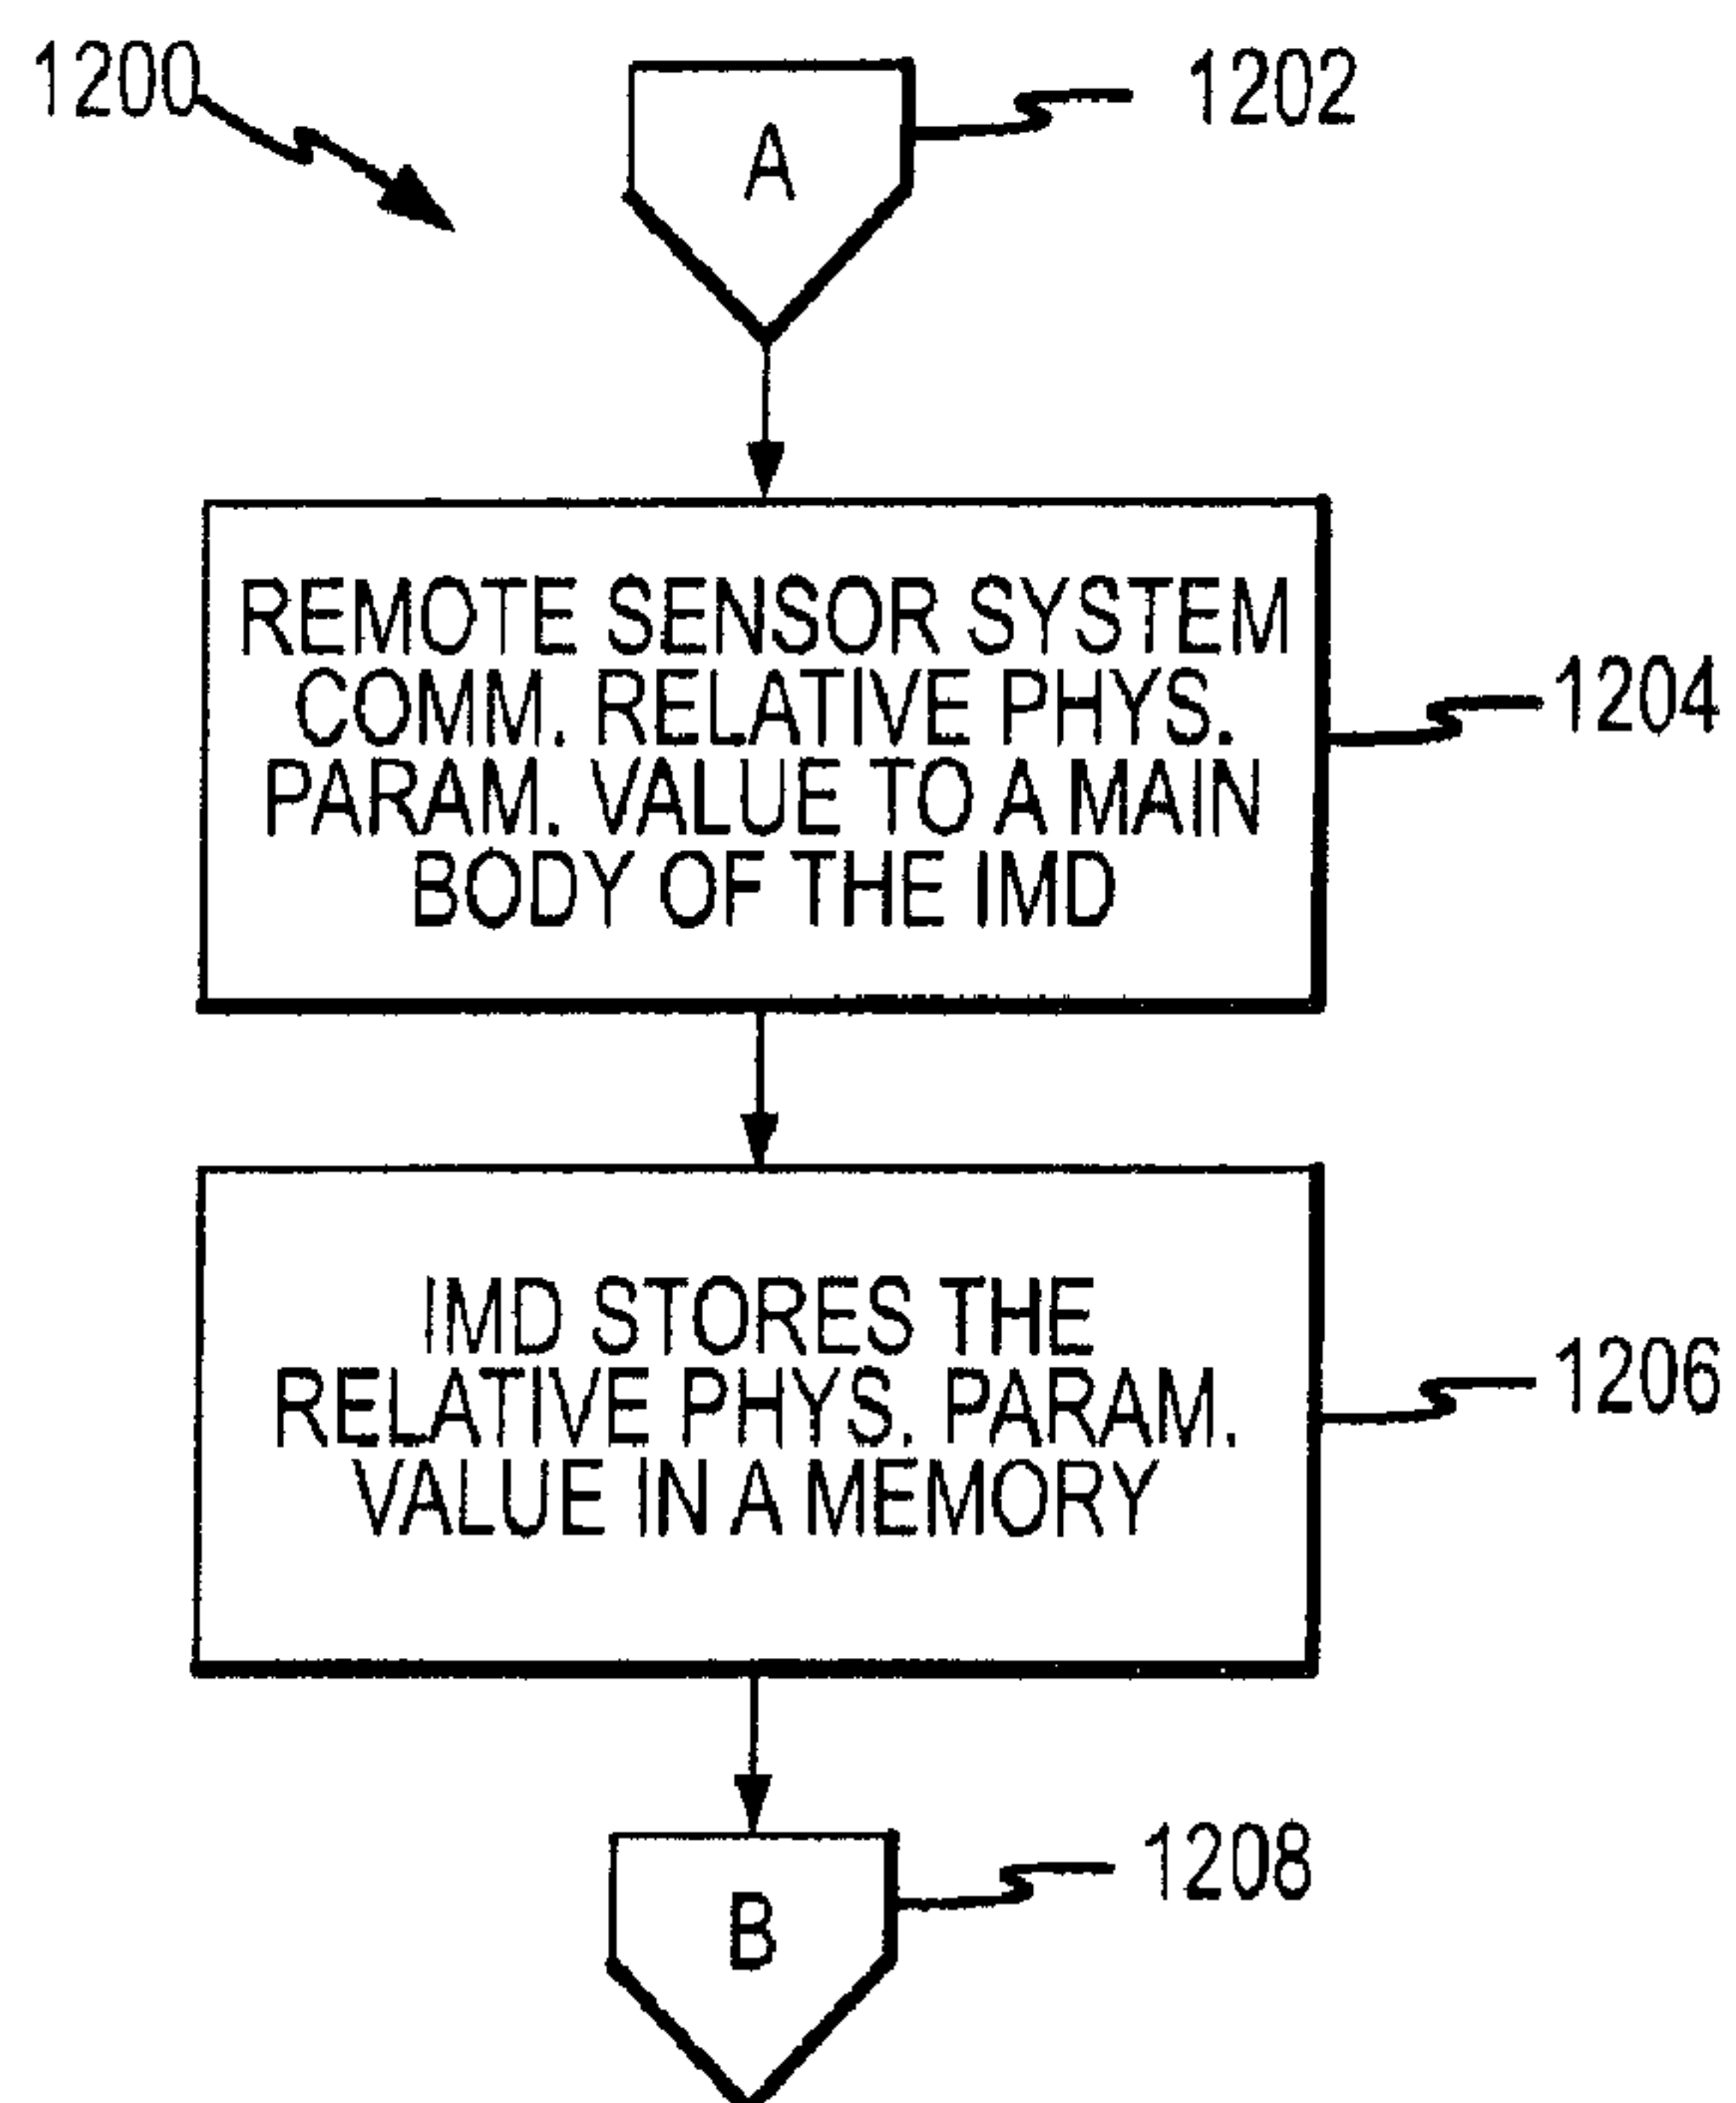 1200
A
1202
REMOTE SENSOR SYSTEM
COMM. RELATIVE PHYS.
PARAM. VALUE TO A MAIN
BODY OF THE IMD
1204
IMD STORES THE
RELATIVE PHYS. PARAM.
VALUE IN A MEMORY
1206
B
1208